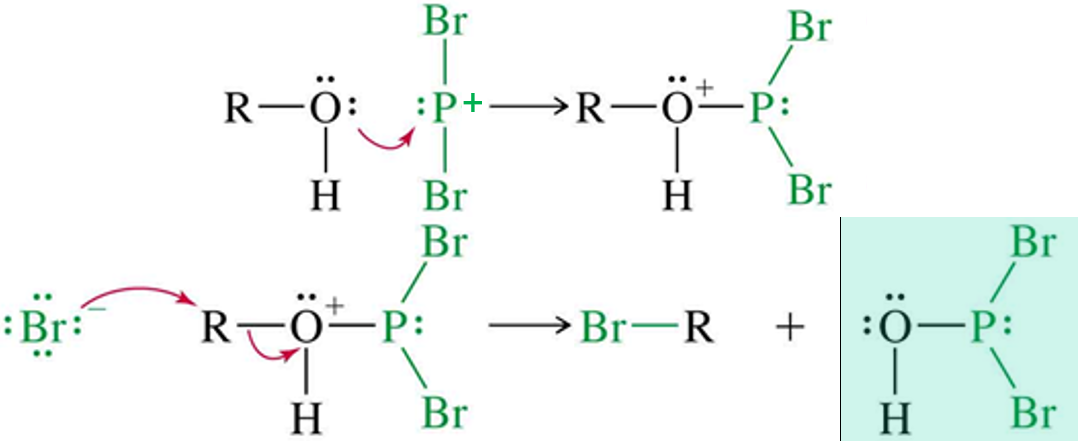 Br Br
R—O: :P+ → R—O+—P:
H Br H Br
Br Br
:Br:− R—O+—P: → Br—R + :O—P:
H Br H Br